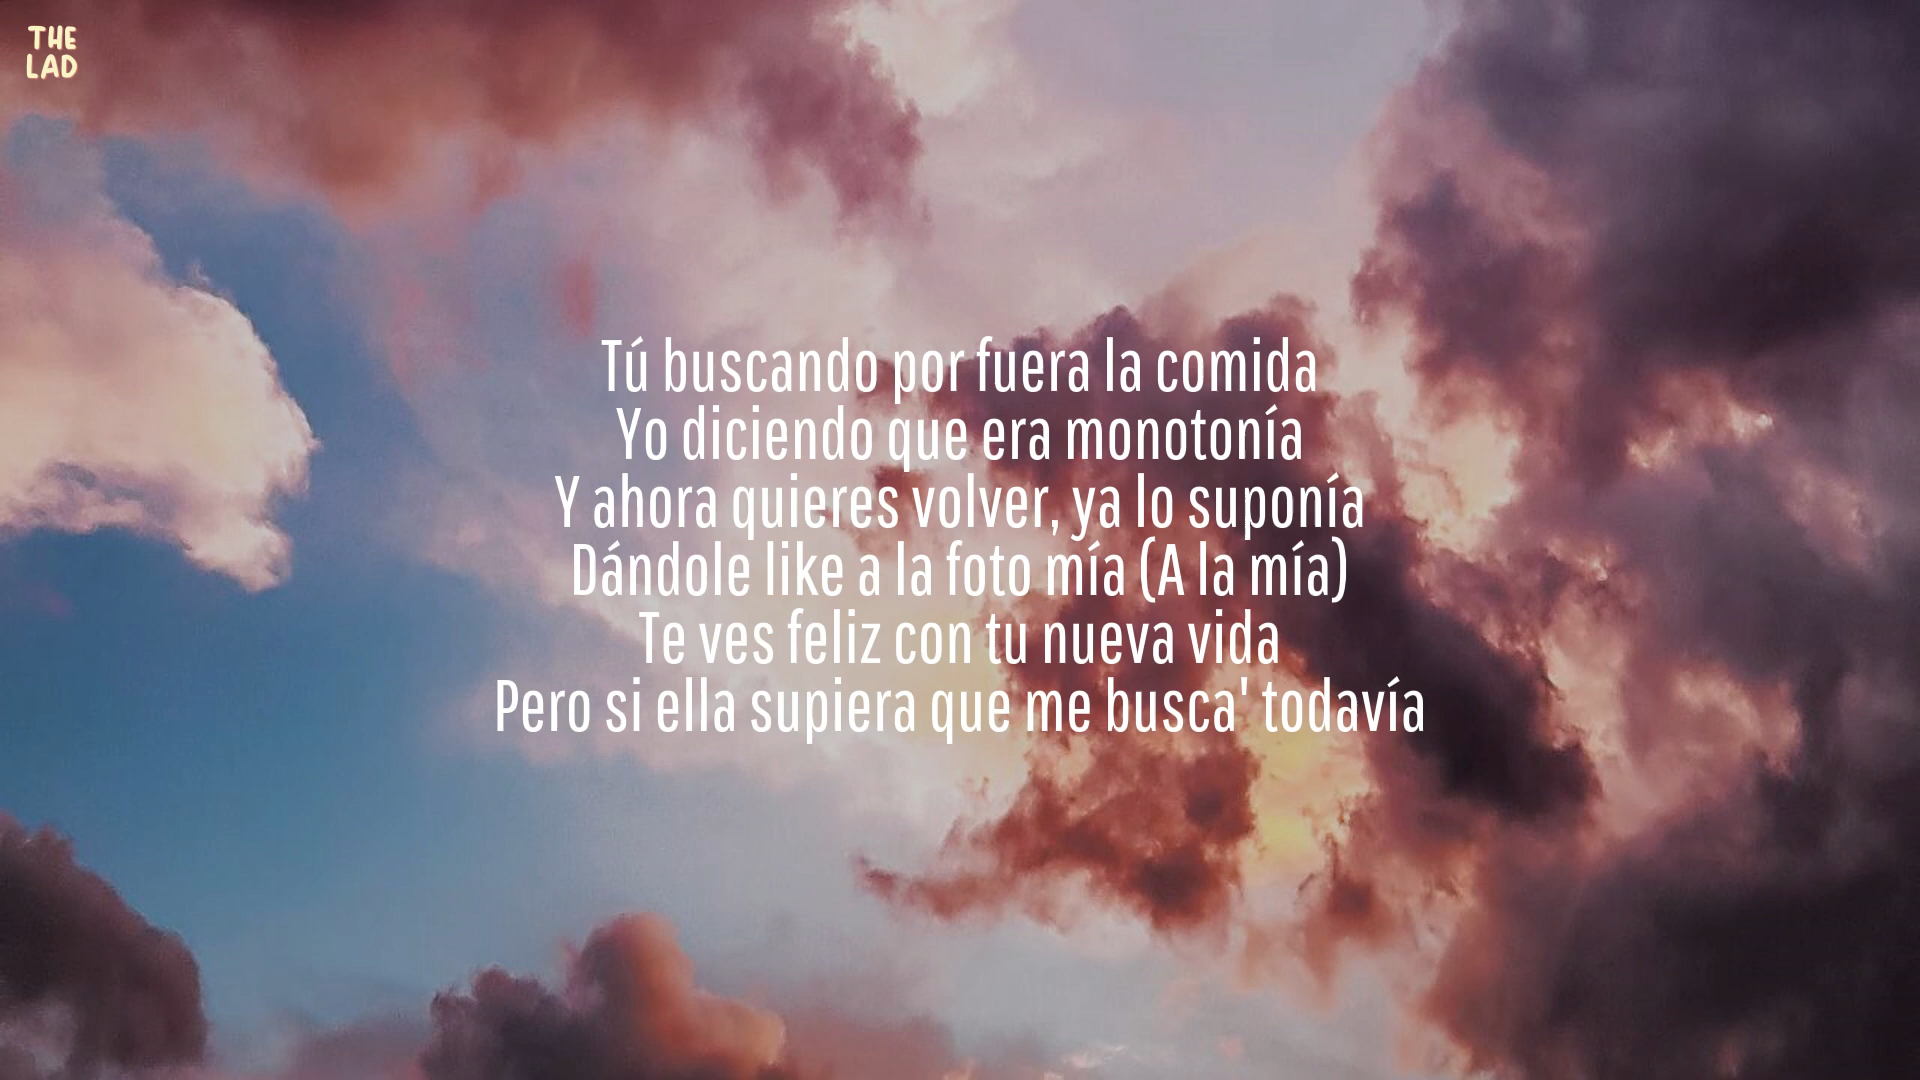 THE
LAD
Tú buscando por fuera la comida
Yo diciendo que era monotonía
Y ahora quieres volver, ya lo suponía
Dándole like a la foto mía (A la mía)
Te ves feliz con tu nueva vida
Pero si ella supiera que me busca' todavía